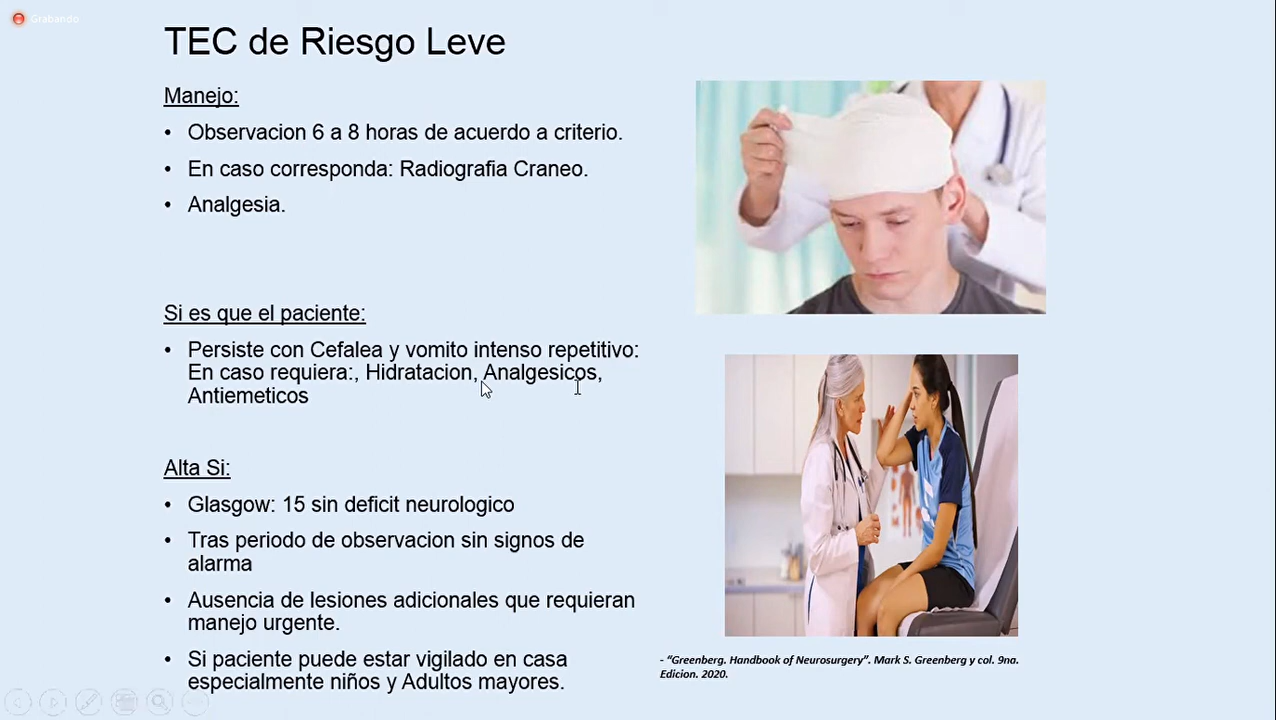 Grabando
TEC de Riesgo Leve
Manejo:
• Observacion 6 a 8 horas de acuerdo a criterio.
• En caso corresponda: Radiografia Craneo.
• Analgesia.
Si es que el paciente:
• Persiste con Cefalea y vomito intenso repetitivo:
En caso requiera:, Hidratacion, Analgesicos,
Antiemeticos
Alta Si:
• Glasgow: 15 sin deficit neurologico
• Tras periodo de observacion sin signos de
alarma
• Ausencia de lesiones adicionales que requieran
manejo urgente.
• Si paciente puede estar vigilado en casa
especialmente niños y Adultos mayores.
- “Greenberg. Handbook of Neurosurgery”. Mark S. Greenberg y col. 9na.
Edicion. 2020.